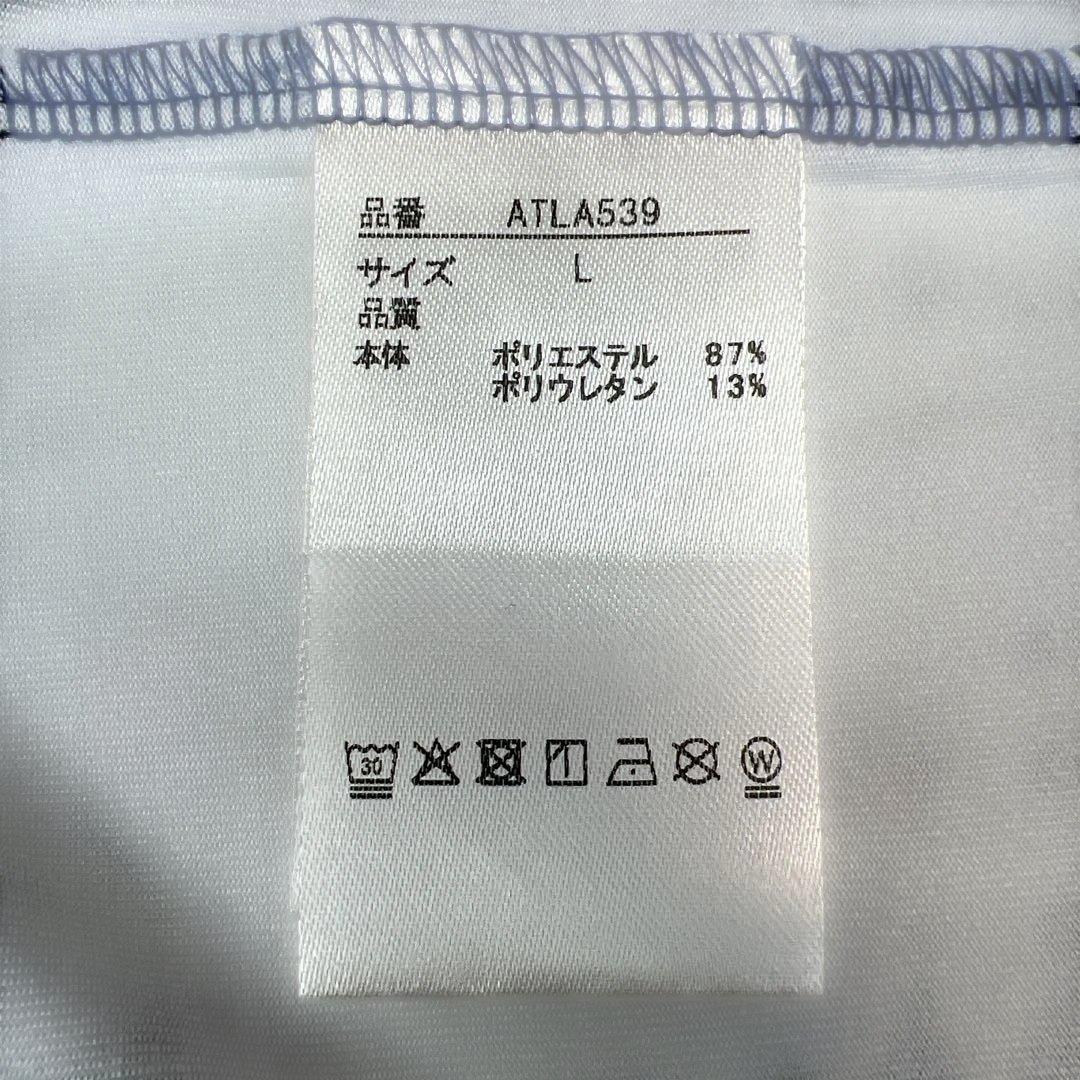 品番 ATLA539
サイズ L
品質
本体 ポリエステル 87%
ポリウレタン 13%
30 W